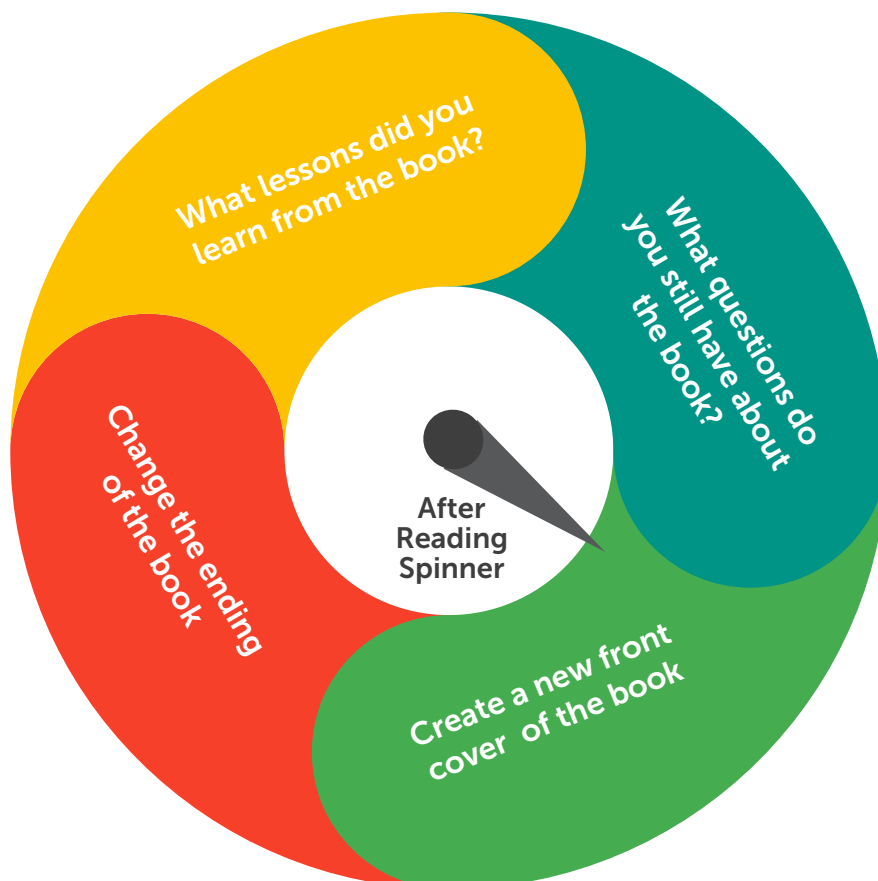 What lessons did you
learn from the book?
What questions do
you still have about
the book?
Change the ending
of the book
After
Reading
Spinner
Create a new front
cover  of the book